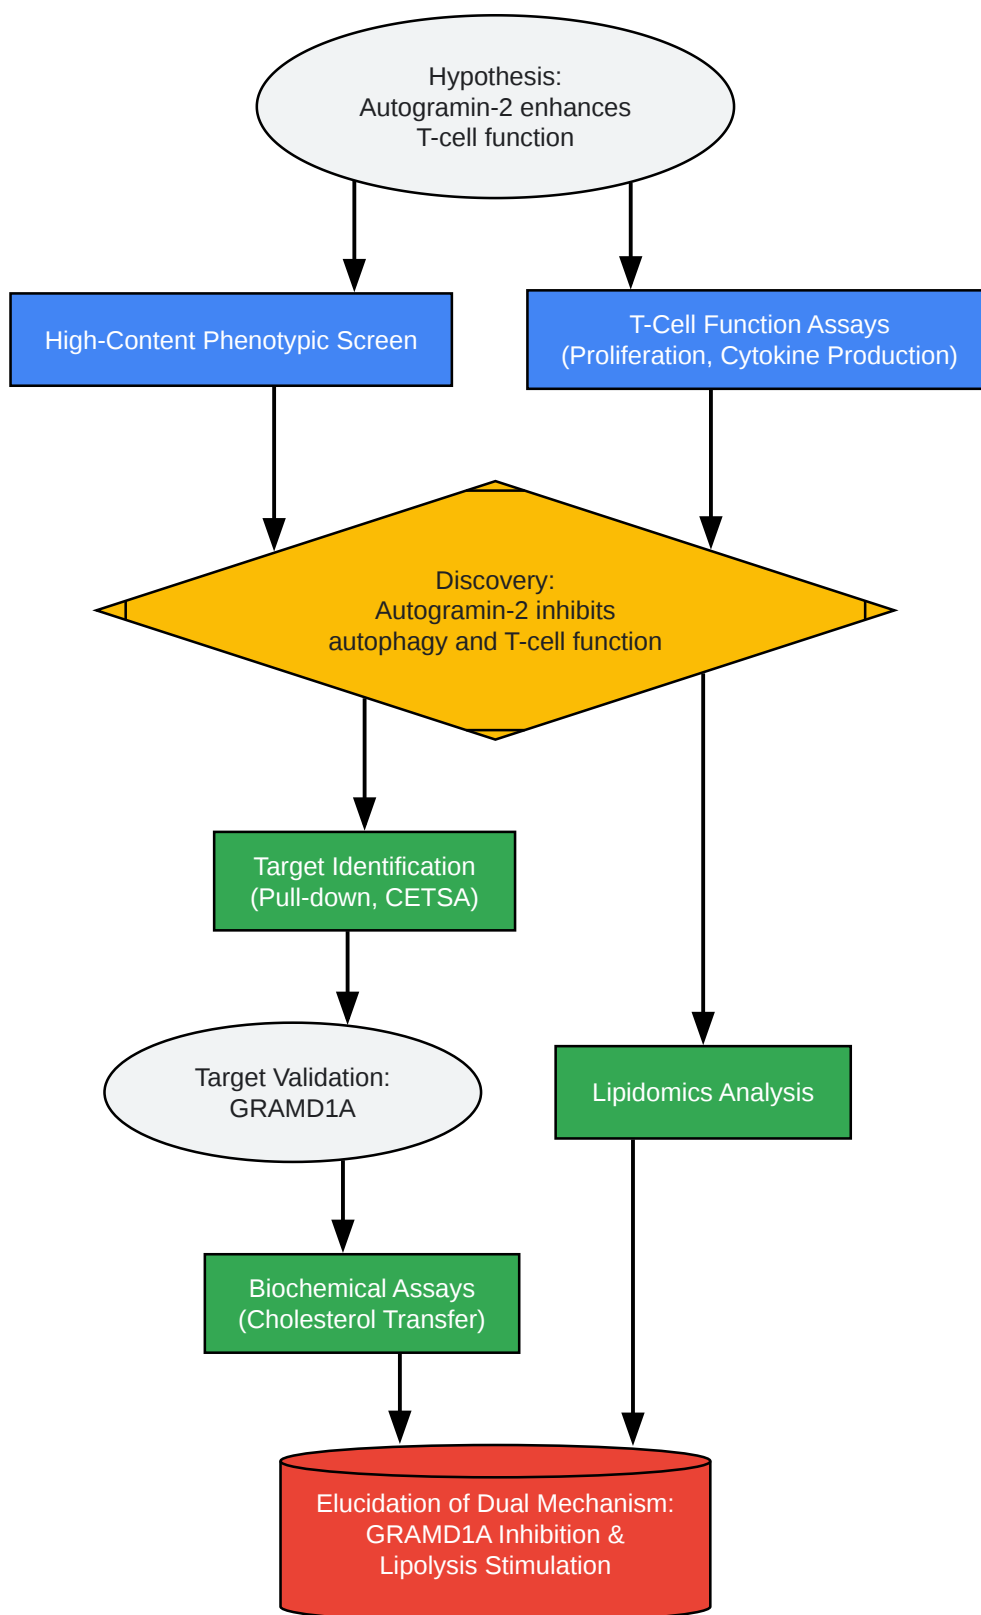 Hypothesis:
Autogramin-2 enhances
T-cell function
High-Content Phenotypic Screen
T-Cell Function Assays
(Proliferation, Cytokine Production)
Discovery:
Autogramin-2 inhibits
autophagy and T-cell function
Target Identification
(Pull-down, CETSA)
Target Validation:
GRAMD1A
Lipidomics Analysis
Biochemical Assays
(Cholesterol Transfer)
Elucidation of Dual Mechanism:
GRAMD1A Inhibition &
Lipolysis Stimulation